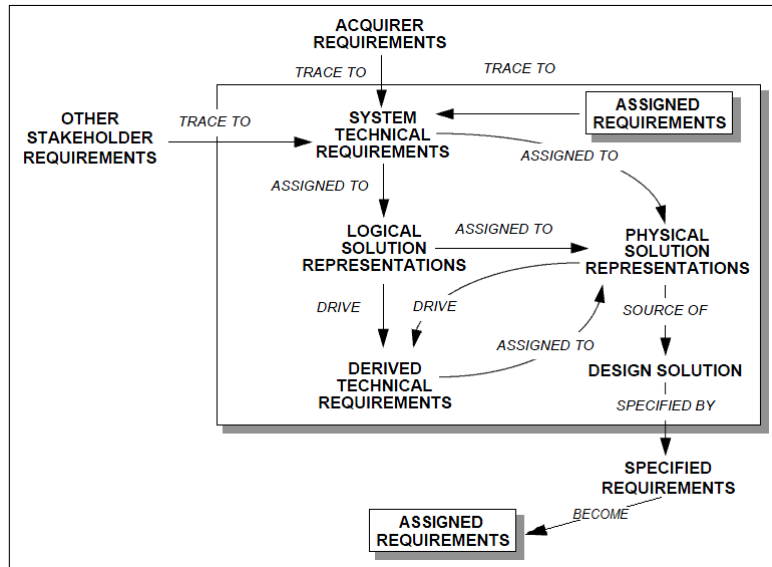 ACQUIRER
REQUIREMENTS
TRACE TO
TRACE TO
ASSIGNED
REQUIREMENTS
OTHER
STAKEHOLDER
REQUIREMENTS
TRACE TO
SYSTEM
TECHNICAL
REQUIREMENTS
ASSIGNED TO
ASSIGNED TO
LOGICAL
SOLUTION
REPRESENTATIONS
ASSIGNED TO
PHYSICAL
SOLUTION
REPRESENTATIONS
DRIVE
DRIVE
SOURCE OF
ASSIGNED TO
DERIVED
TECHNICAL
REQUIREMENTS
DESIGN SOLUTION
SPECIFIED BY
SPECIFIED
REQUIREMENTS
BECOME
ASSIGNED
REQUIREMENTS